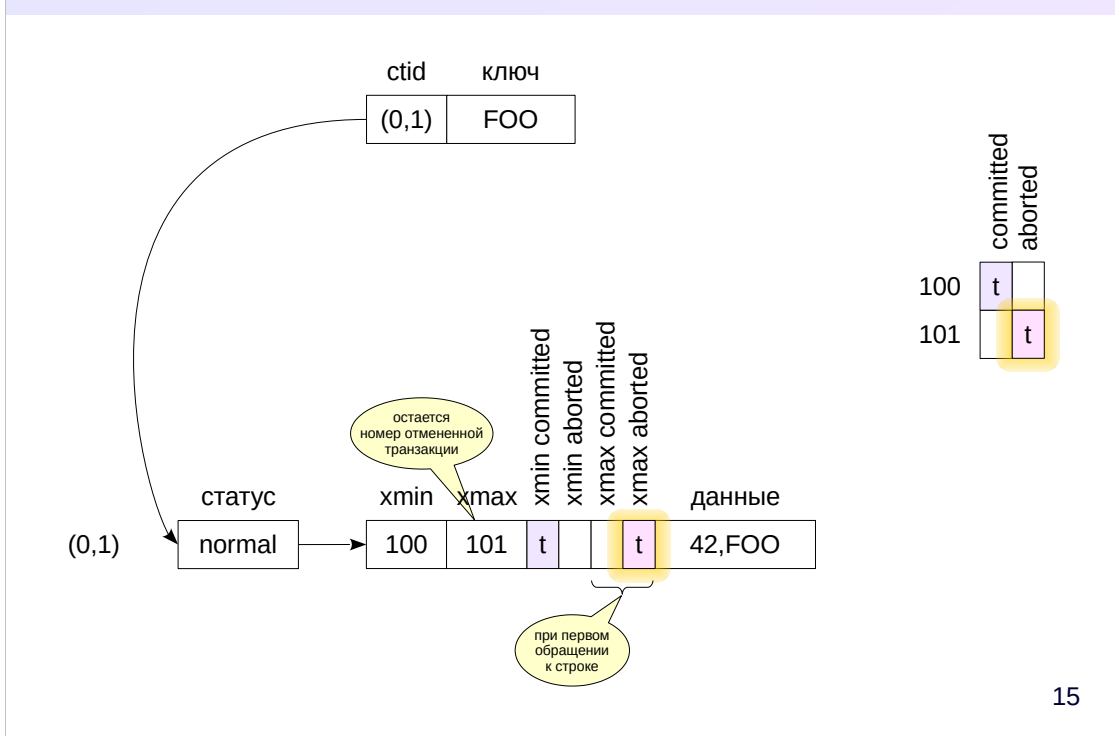 ctid ключ
(0,1) FOO
committed
aborted
100 t
101 t
остается
номер отмененной
транзакции
xmin committed
xmin aborted
xmax committed
xmax aborted
статус xmin xmax данные
(0,1) normal 100 101 t t 42,FOO
при первом
обращении
к строке
15